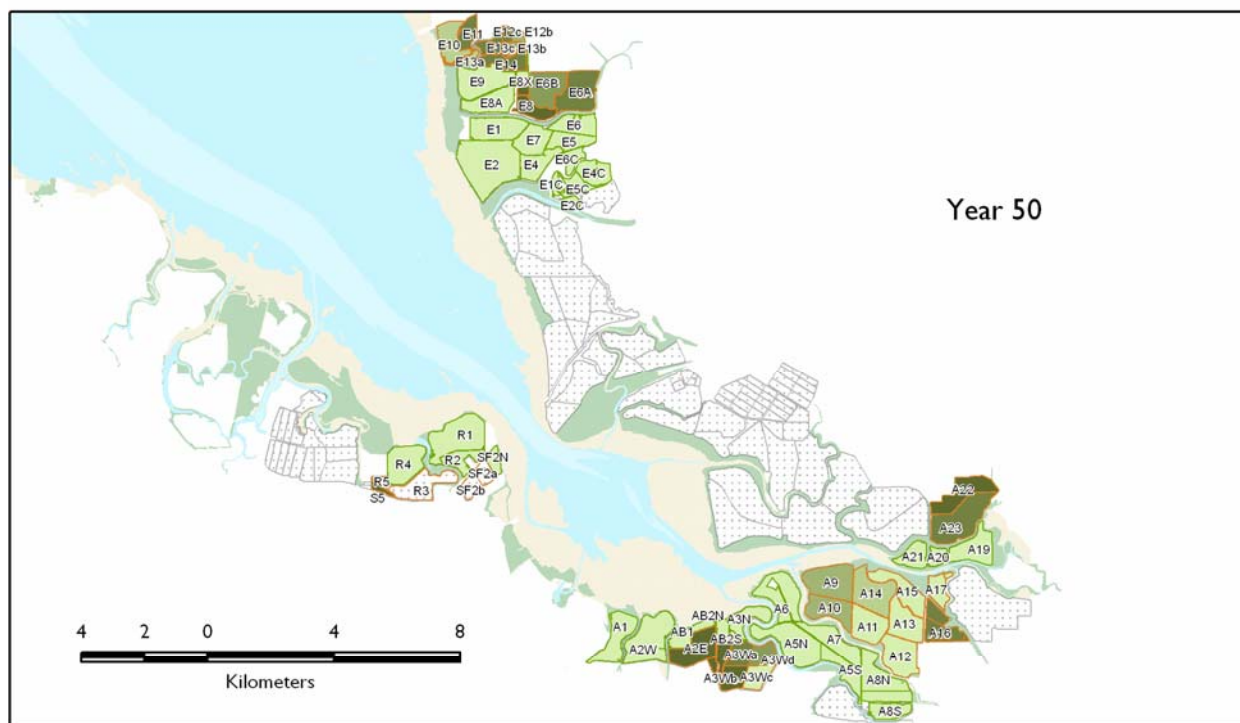 E11 E12c E12b
E10 E13c E13b
E13a E14
E9 E8X E6B
E6A
E8A E8
E1 E6
E7 E5
E6C
E2 E4 E4C
E1C E5C
E2C
Year 50
R1
R4 R2 SF2N
SF2a
R5 R3 SF2b
S5
A22
A23
A21 A20 A19
A9 A14 A15 A17
A6
A10 A11 A13 A16
A1 AB1 AB2N A3N
A2W A2E AB2S A5N A7 A12
A3Wa A3Wd
A3Wb A3Wc A5S A8N
A8S
4 2 0 4 8
Kilometers